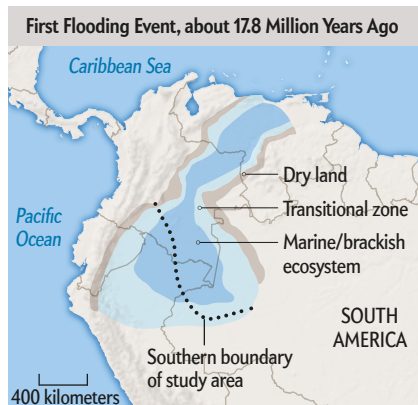 First Flooding Event, about 17.8 Million Years Ago
Caribbean Sea
Dry land
Transitional zone
Pacific
Ocean
Marine/brackish
ecosystem
SOUTH
AMERICA
Southern boundary
of study area
400 kilometers